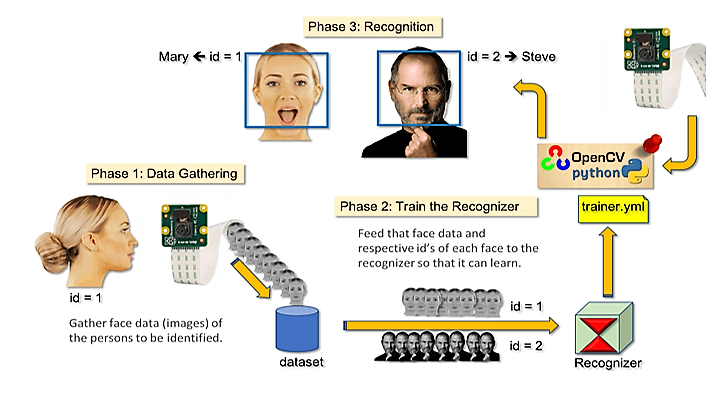 Phase 3: Recognition
Mary ← id = 1
id = 2 → Steve
OpenCV
python
trainer.yml
Phase 1: Data Gathering
id = 1
Gather face data (images) of
the persons to be identified.
dataset
Phase 2: Train the Recognizer
Feed that face data and
respective id's of each face to the
recognizer so that it can learn.
id = 1
id = 2
Recognizer